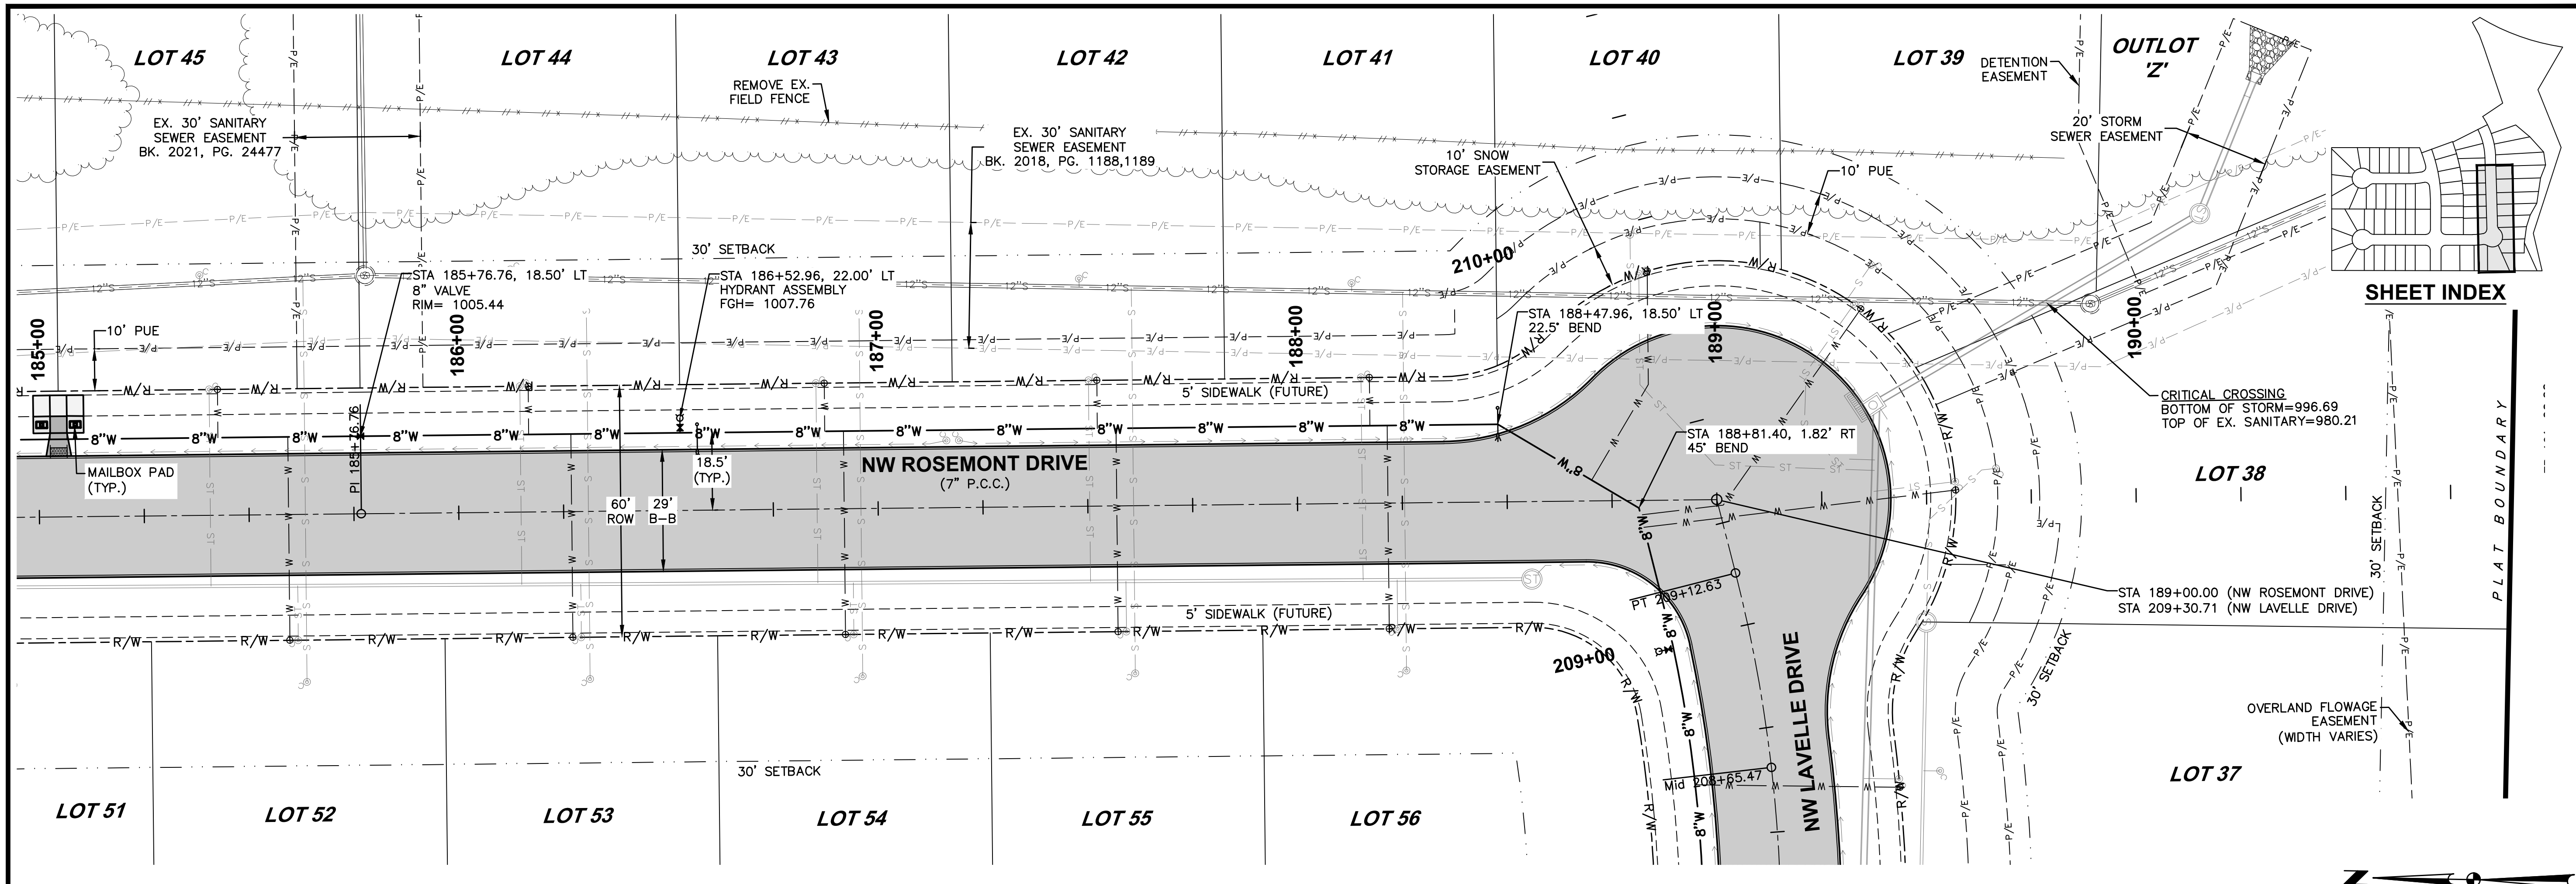 LOT 45
LOT 44
LOT 43
LOT 42
LOT 41
LOT 40
LOT 39
OUTLOT
'Z'
REMOVE EX.
FIELD FENCE
DETENTION
EASEMENT
EX. 30' SANITARY
SEWER EASEMENT
BK. 2021, PG. 24477
EX. 30' SANITARY
SEWER EASEMENT
BK. 2018, PG. 1188,1189
10' SNOW
STORAGE EASEMENT
10' PUE
20' STORM
SEWER EASEMENT
SHEET INDEX
30' SETBACK
STA 185+76.76, 18.50' LT
8" VALVE
RIM= 1005.44
STA 186+52.96, 22.00' LT
HYDRANT ASSEMBLY
FGH= 1007.76
STA 188+47.96, 18.50' LT
22.5° BEND
10' PUE
185+00
186+00
187+00
188+00
189+00
190+00
210+00
5' SIDEWALK (FUTURE)
CRITICAL CROSSING
BOTTOM OF STORM=996.69
TOP OF EX. SANITARY=980.21
PI 185+76.76
MAILBOX PAD
(TYP.)
18.5'
(TYP.)
60'
ROW
29'
B-B
NW ROSEMONT DRIVE
(7" P.C.C.)
STA 188+81.40, 1.82' RT
45° BEND
LOT 38
30' SETBACK
PLAT BOUNDARY
PT 209+12.63
STA 189+00.00 (NW ROSEMONT DRIVE)
STA 209+30.71 (NW LAVELLE DRIVE)
5' SIDEWALK (FUTURE)
209+00
NW LAVELLE DRIVE
30' SETBACK
OVERLAND FLOWAGE
EASEMENT
(WIDTH VARIES)
30' SETBACK
Mid 208+65.47
LOT 37
LOT 51
LOT 52
LOT 53
LOT 54
LOT 55
LOT 56
8"W
12"S
R/W
P/E
ST
S
W